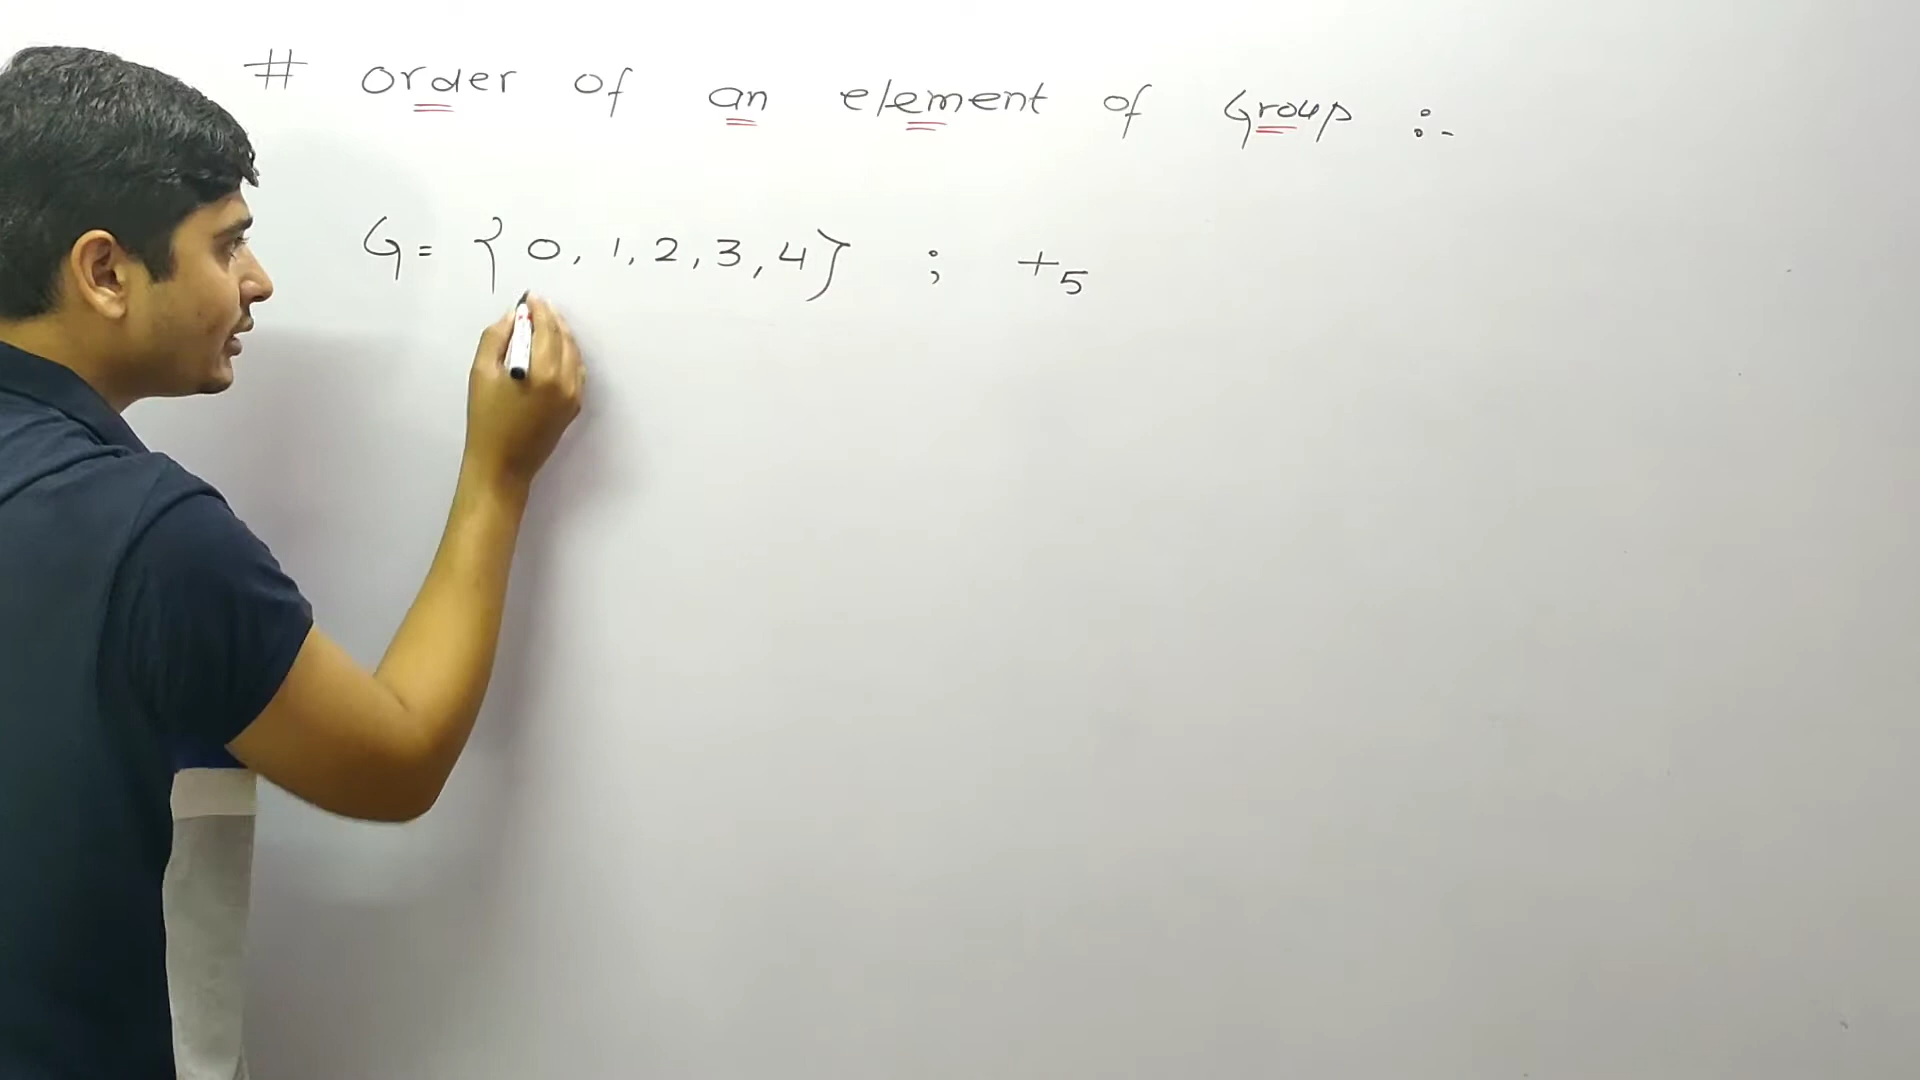 # order of an element of Group :-
G = { 0, 1, 2, 3, 4 } ; +₅